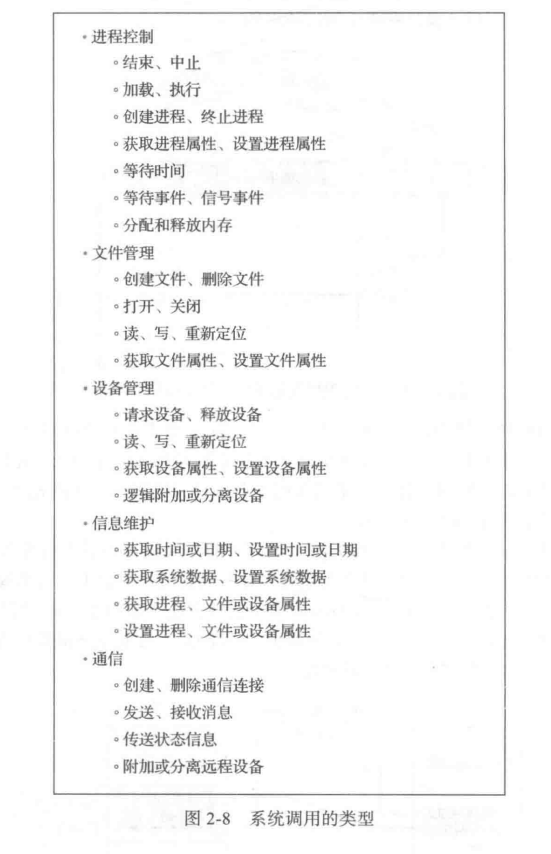 • 进程控制
◦ 结束、中止
◦ 加载、执行
◦ 创建进程、终止进程
◦ 获取进程属性、设置进程属性
◦ 等待时间
◦ 等待事件、信号事件
◦ 分配和释放内存
• 文件管理
◦ 创建文件、删除文件
◦ 打开、关闭
◦ 读、写、重新定位
◦ 获取文件属性、设置文件属性
• 设备管理
◦ 请求设备、释放设备
◦ 读、写、重新定位
◦ 获取设备属性、设置设备属性
◦ 逻辑附加或分离设备
• 信息维护
◦ 获取时间或日期、设置时间或日期
◦ 获取系统数据、设置系统数据
◦ 获取进程、文件或设备属性
◦ 设置进程、文件或设备属性
• 通信
◦ 创建、删除通信连接
◦ 发送、接收消息
◦ 传送状态信息
◦ 附加或分离远程设备
图 2-8 系统调用的类型